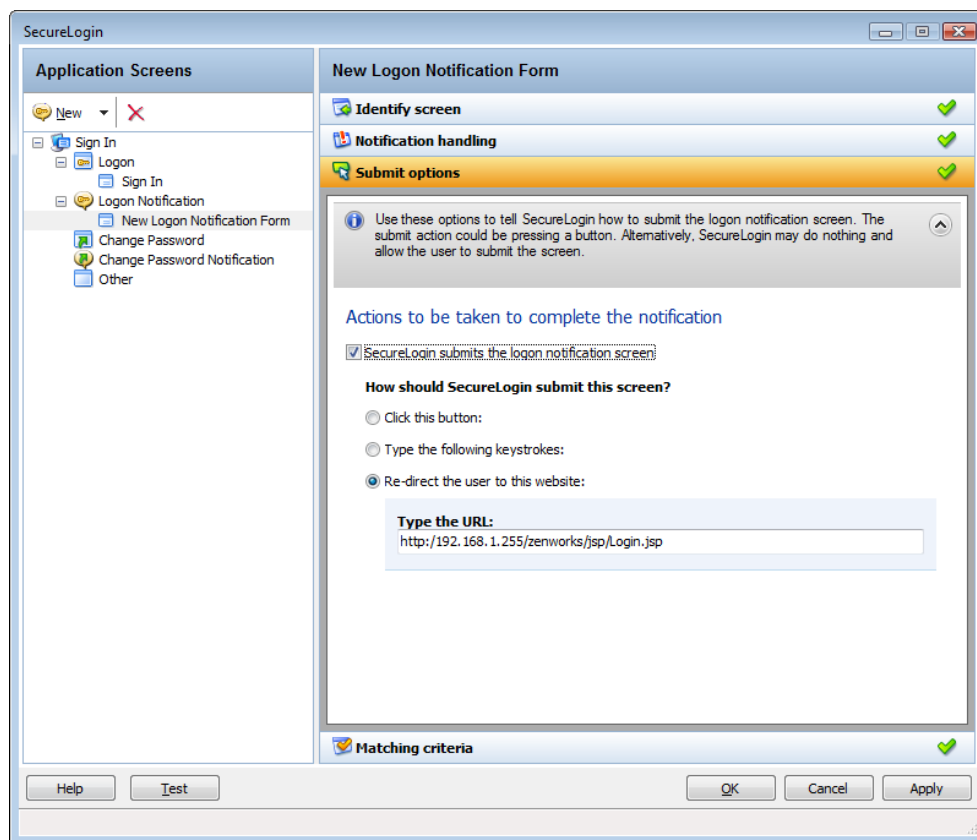 SecureLogin
Application Screens
New
Sign In
Logon
Sign In
Logon Notification
New Logon Notification Form
Change Password
Change Password Notification
Other
New Logon Notification Form
Identify screen
Notification handling
Submit options
Use these options to tell SecureLogin how to submit the logon notification screen. The
submit action could be pressing a button. Alternatively, SecureLogin may do nothing and
allow the user to submit the screen.
Actions to be taken to complete the notification
SecureLogin submits the logon notification screen
How should SecureLogin submit this screen?
Click this button:
Type the following keystrokes:
Re-direct the user to this website:
Type the URL:
http:/192.168.1.255/zenworks/jsp/Login.jsp
Matching criteria
Help
Test
OK
Cancel
Apply